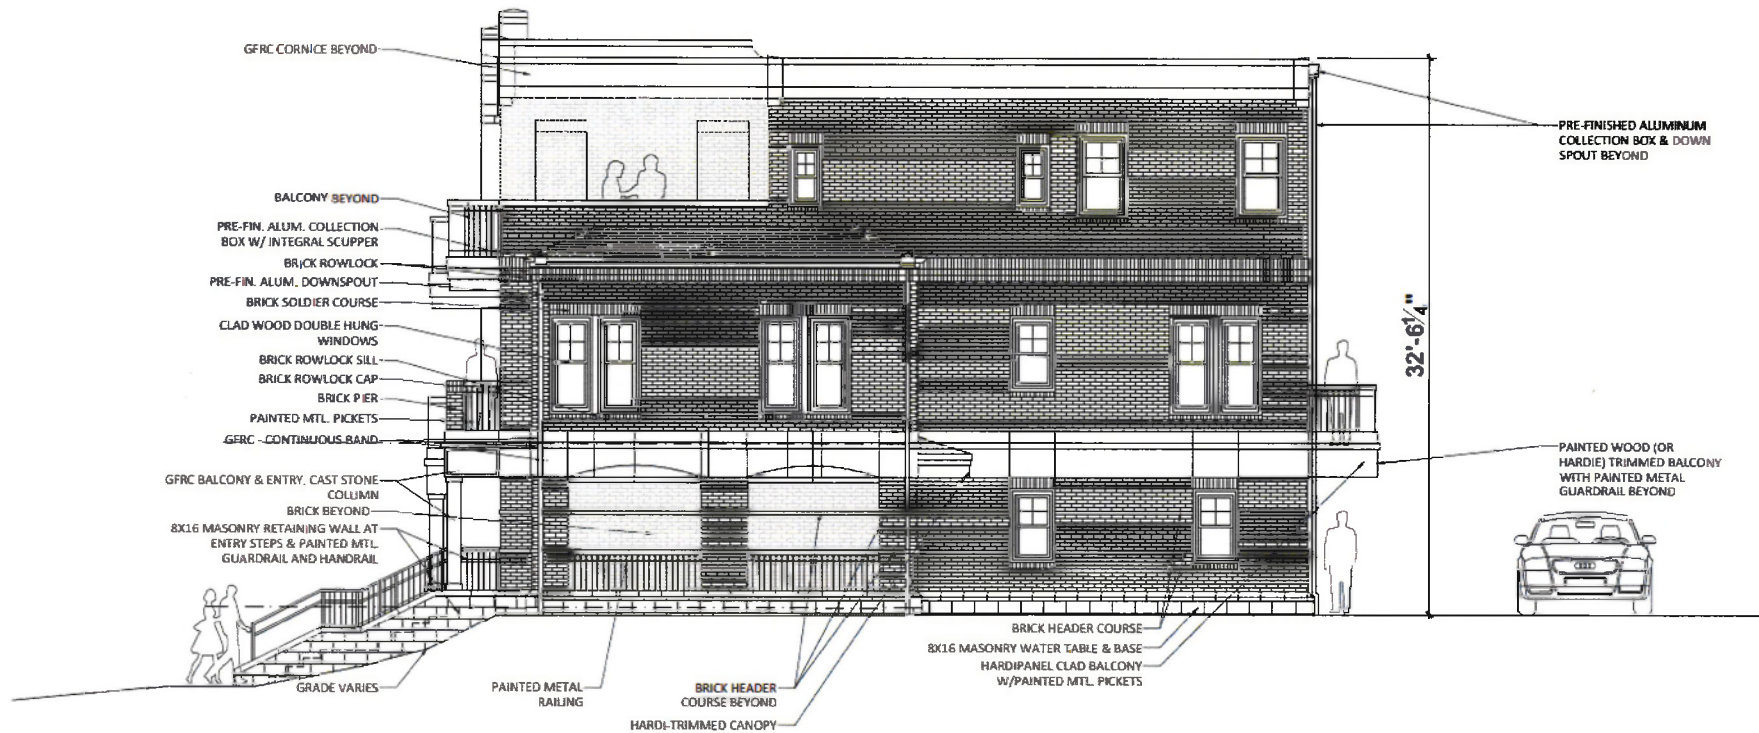 GFRC CORNICE BEYOND
BALCONY BEYOND
PRE-FIN. ALUM. COLLECTION
BOX W/ INTEGRAL SCUPPER
BRICK ROWLOCK
PRE-FIN. ALUM. DOWNSPOUT
BRICK SOLDIER COURSE
CLAD WOOD DOUBLE HUNG
WINDOWS
BRICK ROWLOCK SILL
BRICK ROWLOCK CAP
BRICK PIER
PAINTED MTL. PICKETS
GFRC - CONTINUOUS BAND
GFRC BALCONY & ENTRY, CAST STONE
COLUMN
BRICK BEYOND
8X16 MASONRY RETAINING WALL AT
ENTRY STEPS & PAINTED MTL.
GUARDRAIL AND HANDRAIL
GRADE VARIES
PAINTED METAL
RAILING
BRICK HEADER
COURSE BEYOND
HARDI-TRIMMED CANOPY
BRICK HEADER COURSE
8X16 MASONRY WATER TABLE & BASE
HARDIPANEL CLAD BALCONY
W/PAINTED MTL. PICKETS
32'-6¼"
PRE-FINISHED ALUMINUM
COLLECTION BOX & DOWN
SPOUT BEYOND
PAINTED WOOD (OR
HARDIE) TRIMMED BALCONY
WITH PAINTED METAL
GUARDRAIL BEYOND